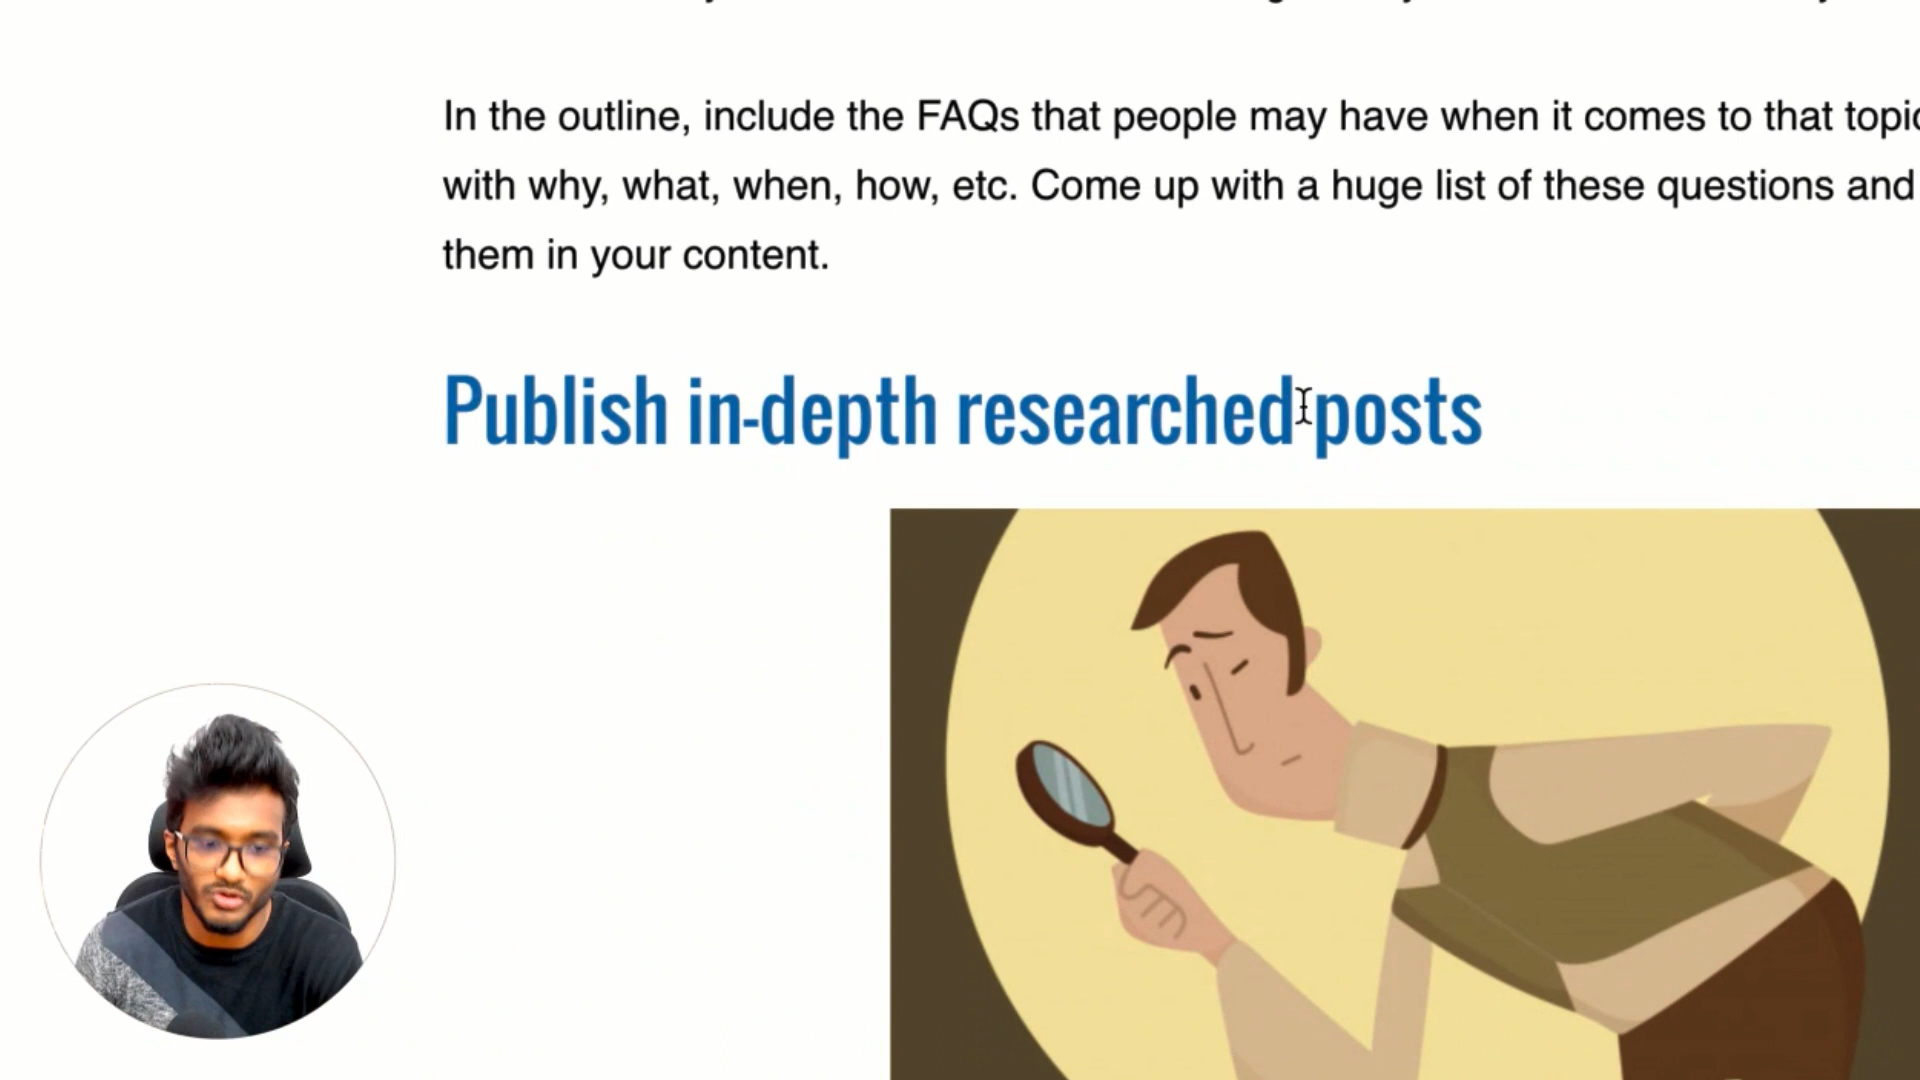 In the outline, include the FAQs that people may have when it comes to that topic
with why, what, when, how, etc. Come up with a huge list of these questions and
them in your content.
Publish in-depth researched posts